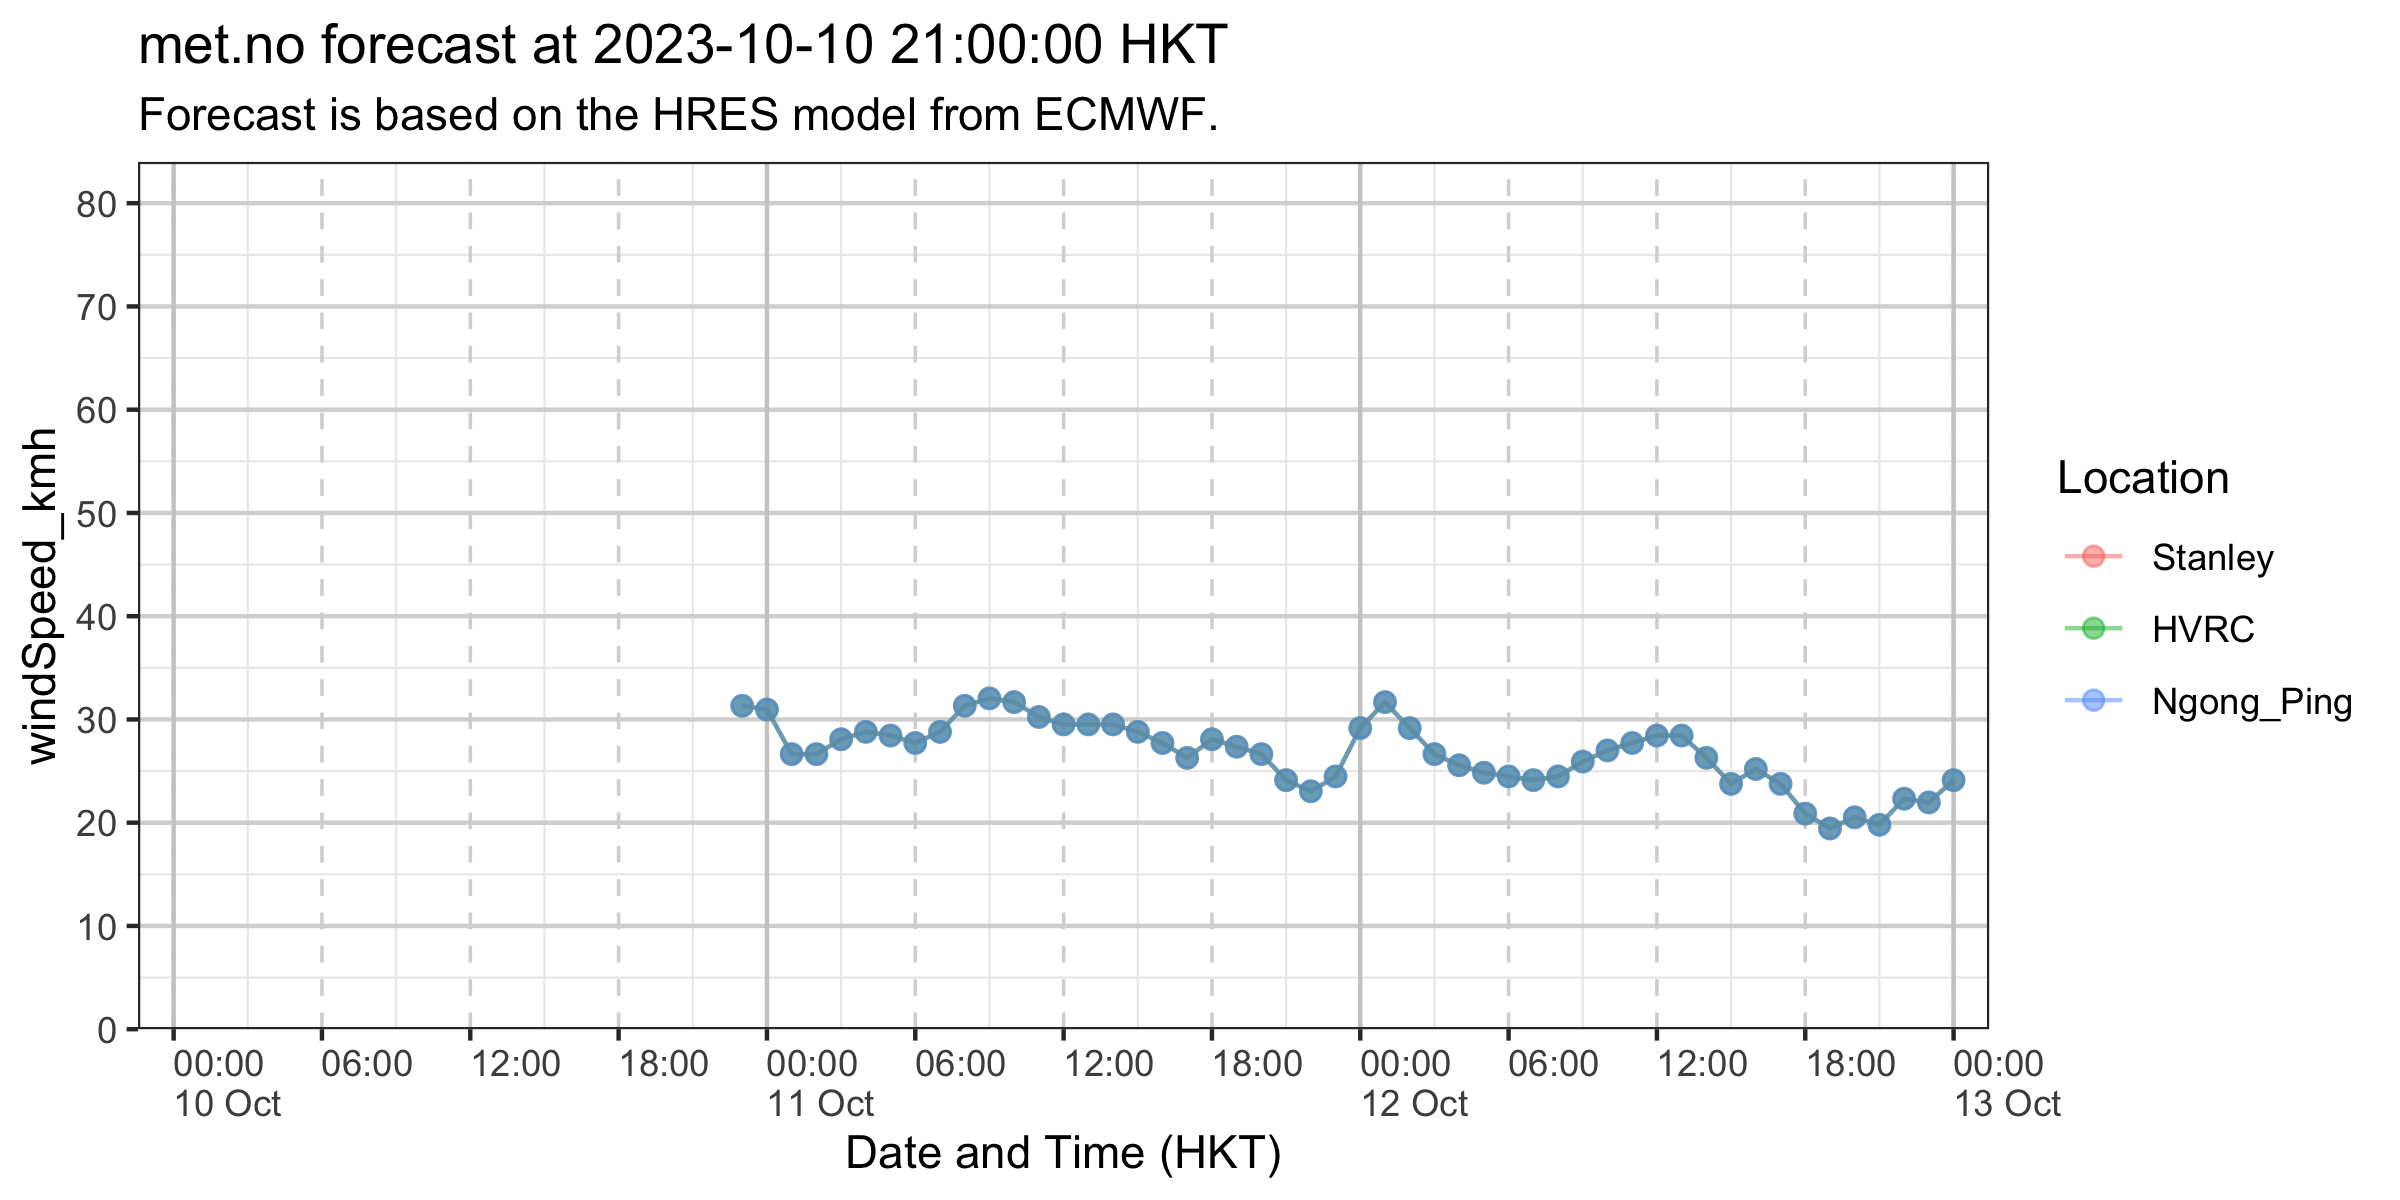 met.no forecast at 2023-10-10 21:00:00 HKT
Forecast is based on the HRES model from ECMWF.
windSpeed_kmh
80
70
60
50
40
30
20
10
0
00:00 06:00 12:00 18:00 00:00 06:00 12:00 18:00 00:00 06:00 12:00 18:00 00:00
10 Oct 11 Oct 12 Oct 13 Oct
Date and Time (HKT)
Location
Stanley
HVRC
Ngong_Ping